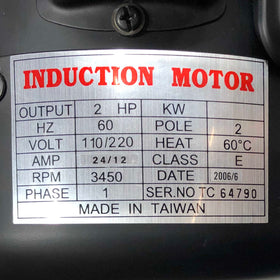 INDUCTION MOTOR
OUTPUT 2 HP KW
HZ 60 POLE 2
VOLT 110/220 HEAT 60°C
AMP 24/12 CLASS E
RPM 3450 DATE 2006/6
PHASE 1 SER.NO TC 64790
MADE IN TAIWAN